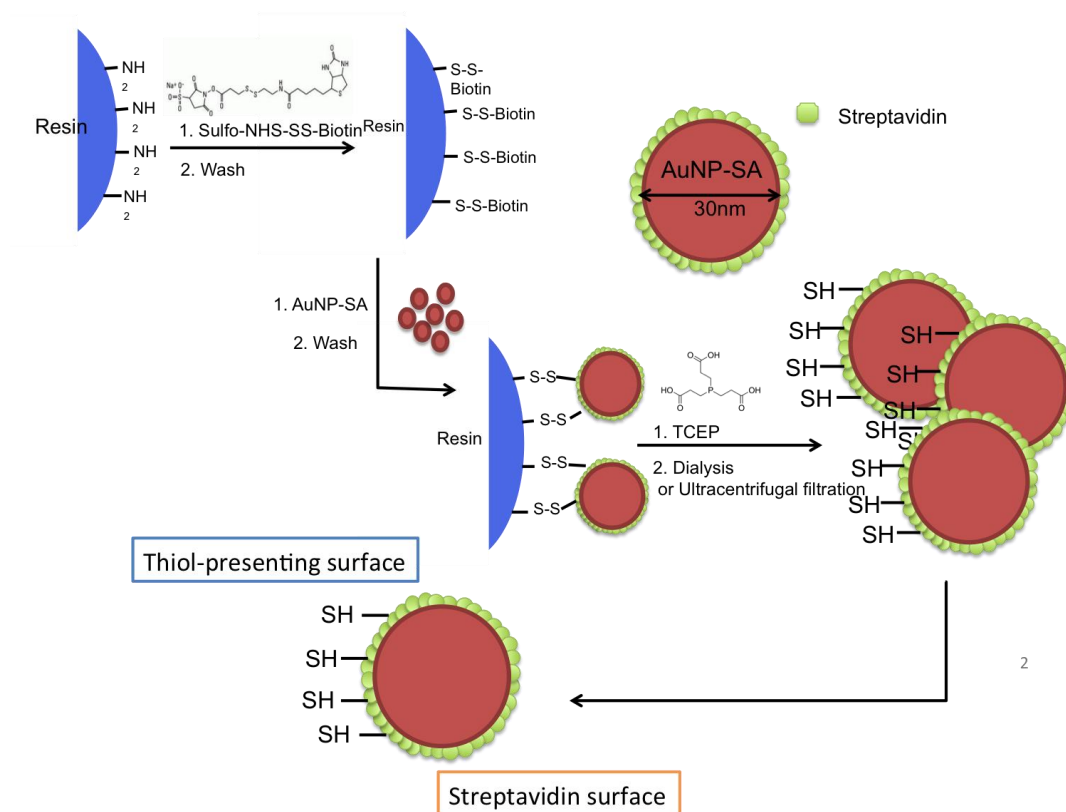 NH
2
NH
2
NH
2
NH
2
Resin
Na⁺O⁻
1. Sulfo-NHS-SS-Biotin
2. Wash
Resin
S-S-
Biotin
S-S-Biotin
S-S-Biotin
S-S-Biotin
AuNP-SA
30nm
Streptavidin
1. AuNP-SA
2. Wash
Resin
S-S
S-S
S-S
S-S
OH
O
HO
O
P
OH
O
1. TCEP
2. Dialysis
or Ultracentrifugal filtration
SH
SH
SH
SH
SH
SH
SH
SH
SH
SH
SH
Thiol-presenting surface
SH
SH
SH
SH
2
Streptavidin surface